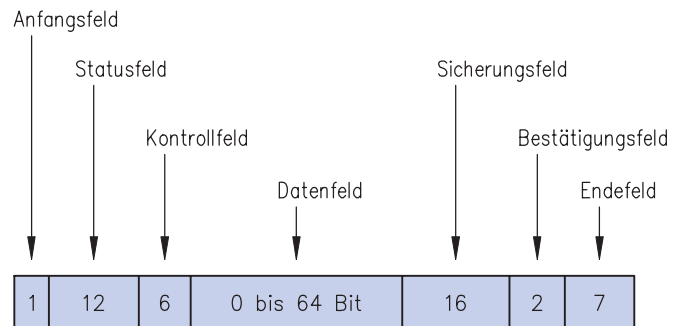 Anfangsfeld
Statusfeld
Sicherungsfeld
Kontrollfeld
Bestätigungsfeld
Datenfeld
Endefeld
1 12 6 0 bis 64 Bit 16 2 7